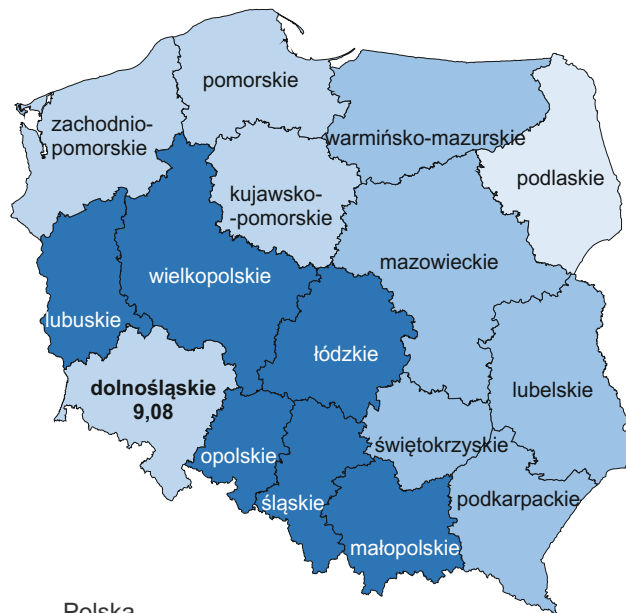 pomorskie
zachodnio-
pomorskie
warmińsko-mazurskie
podlaskie
kujawsko-
-pomorskie
mazowieckie
wielkopolskie
lubuskie
łódzkie
dolnośląskie
9,08
lubelskie
świętokrzyskie
opolskie
śląskie
podkarpackie
małopolskie
Polska